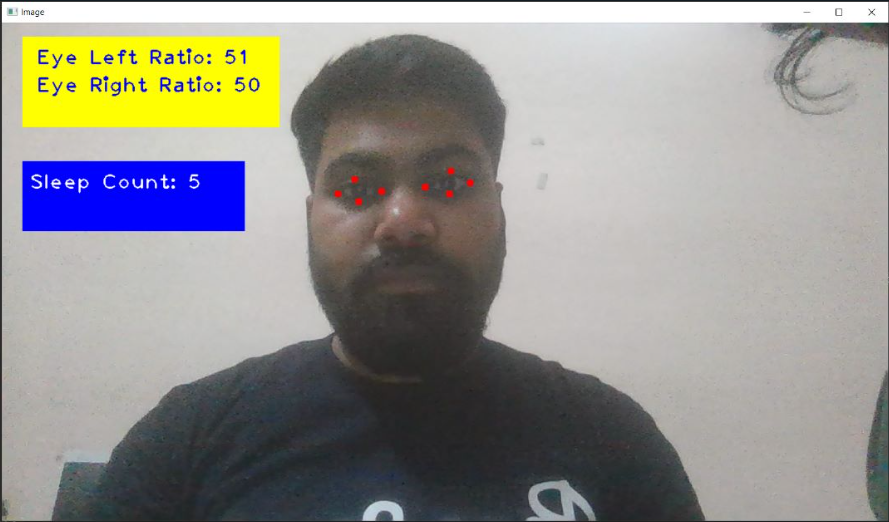 Image
Eye Left Ratio: 51
Eye Right Ratio: 50
Sleep Count: 5